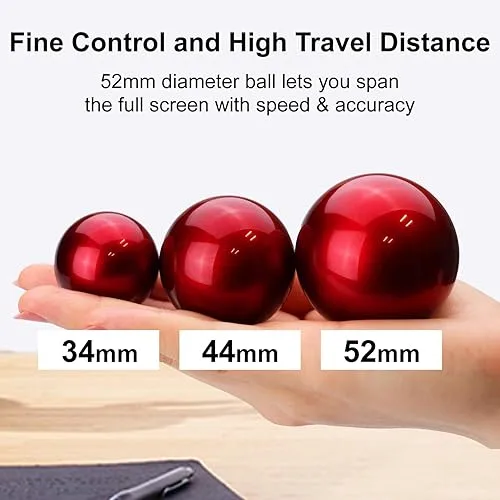 Fine Control and High Travel Distance
52mm diameter ball lets you span
the full screen with speed & accuracy
34mm
44mm
52mm